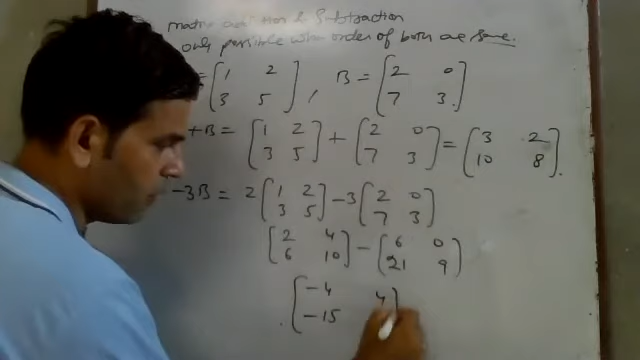 matrix addition & Subtraction
only possible when order of both are same.
= [1 2 3 5], B = [2 0 7 3].
+B = [1 2 3 5] + [2 0 7 3] = [3 2 10 8].
-3B = 2 [1 2 3 5] - 3 [2 0 7 3]
[2 4 6 10] - [6 0 21 9]
[-4 4 -15